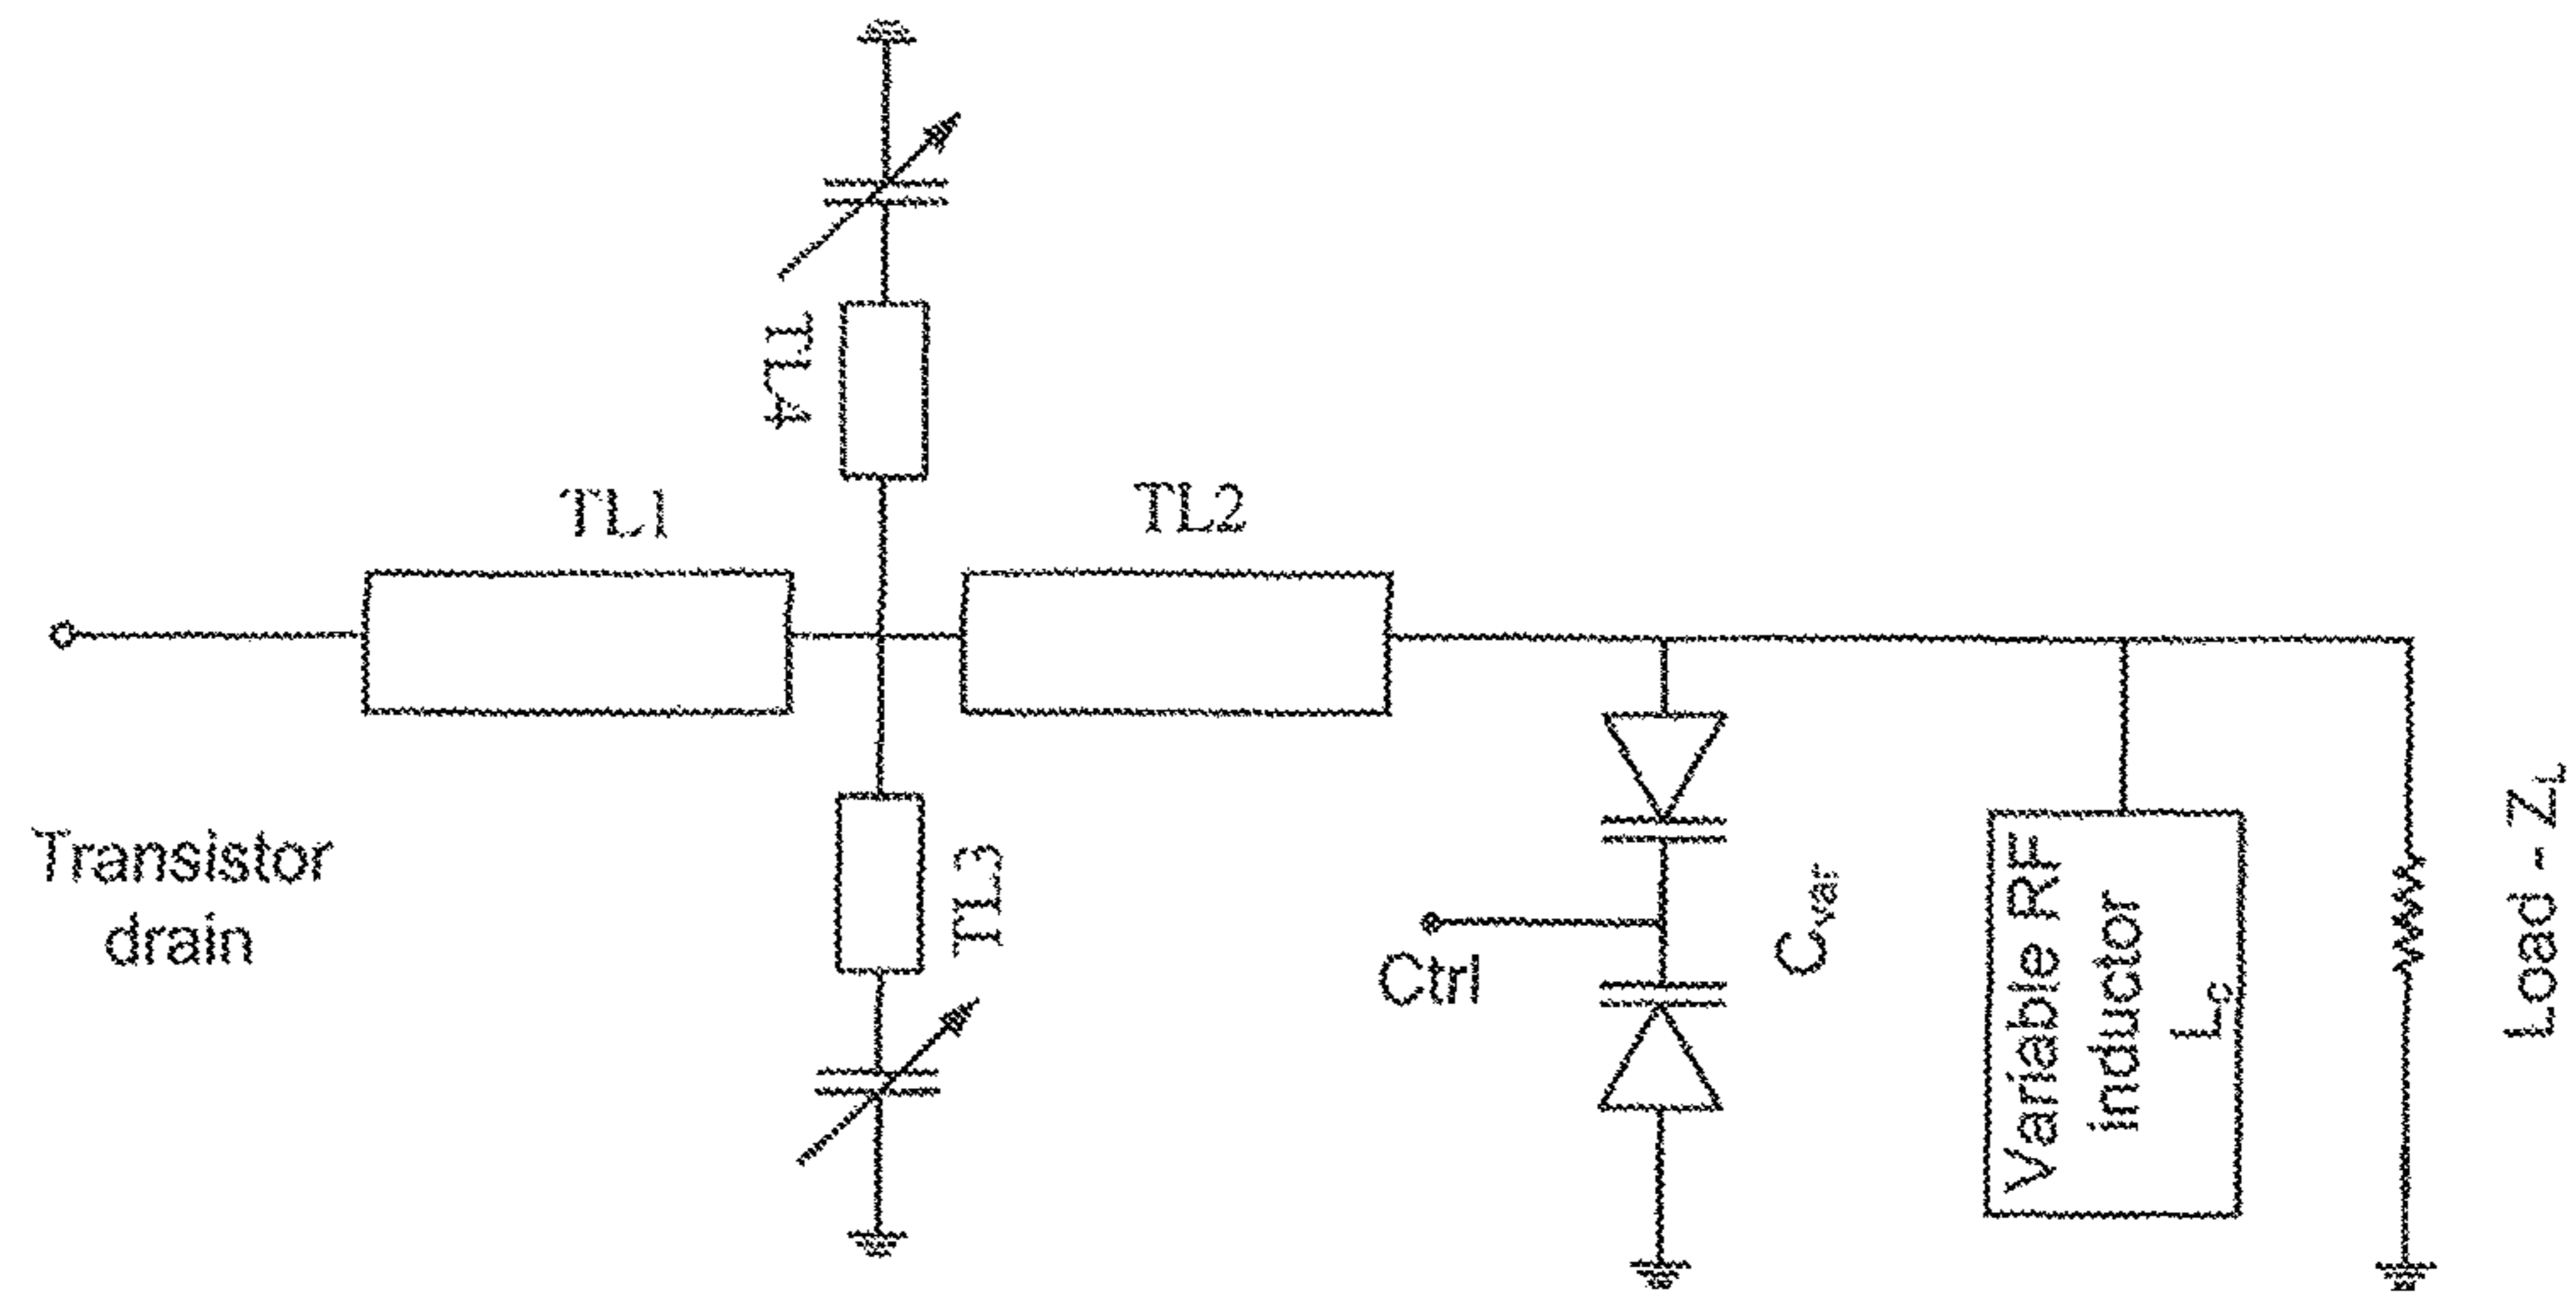 TL4
TL1
TL2
Transistor
drain
TL3
Ctrl
Cvar
Variable RF
inductor
Lc
Load - ZL